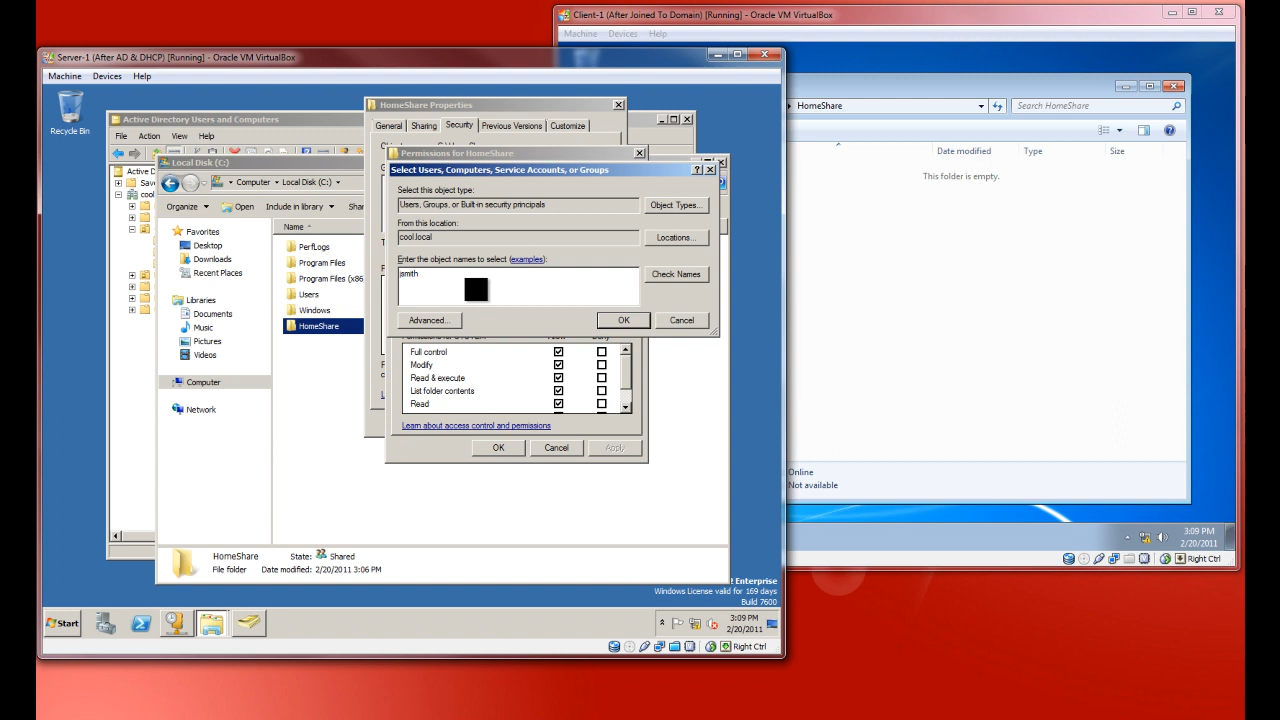 Client-1 (After Joined To Domain) [Running] - Oracle VM VirtualBox
Machine Devices Help
HomeShare
Search HomeShare
Date modified Type
This folder is empty.
Online
Not available
3:09 PM
2/20/2011
Right Ctrl
Server-1 (After AD & DHCP) [Running] - Oracle VM VirtualBox
Machine Devices Help
Recycle Bin
Active Directory Users and Computers
File Action View Help
Active D
Save
cool
Local Disk (C:)
Computer Local Disk (C:)
Organize Open Include in library Shar
Favorites
Desktop
Downloads
Recent Places
Libraries
Documents
Music
Pictures
Videos
Computer
Network
Name
PerfLogs
Program Files
Program Files (x86
Users
Windows
HomeShare
HomeShare State: Shared
File folder Date modified: 2/20/2011 3:06 PM
HomeShare Properties
General Sharing Security Previous Versions Customize
Permissions for HomeShare
Select Users, Computers, Service Accounts, or Groups
Select this object type:
Users, Groups, or Built-in security principals
Object Types...
From this location:
cool.local
Locations...
Enter the object names to select (examples):
jsmith
Check Names
Advanced...
OK
Cancel
Full control
Modify
Read & execute
List folder contents
Read
Learn about access control and permissions
OK Cancel Apply
2 Enterprise
Windows License valid for 169 days
Build 7600
Start
3:09 PM
2/20/2011
Right Ctrl